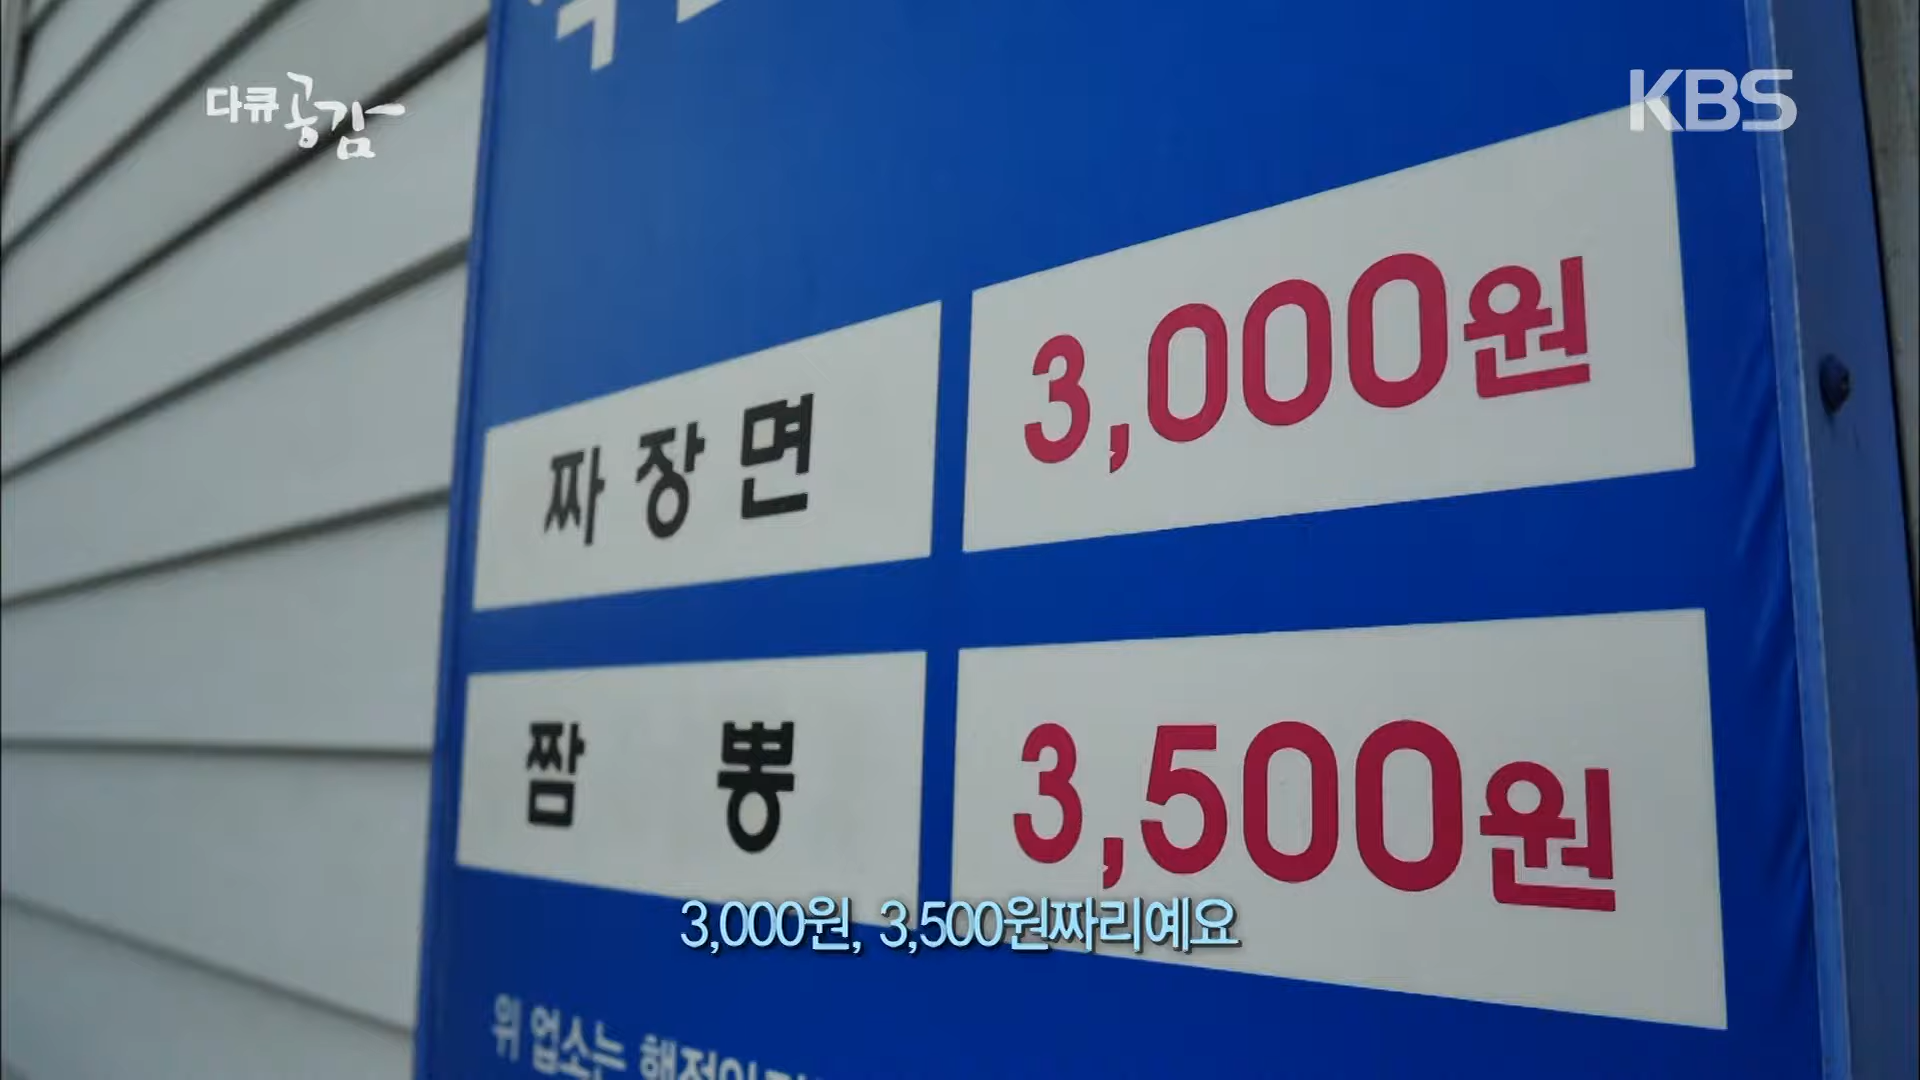 다큐 공감
KBS
짜장면 3,000원
짬뽕 3,500원
3,000원, 3,500원짜리예요
위 업소는